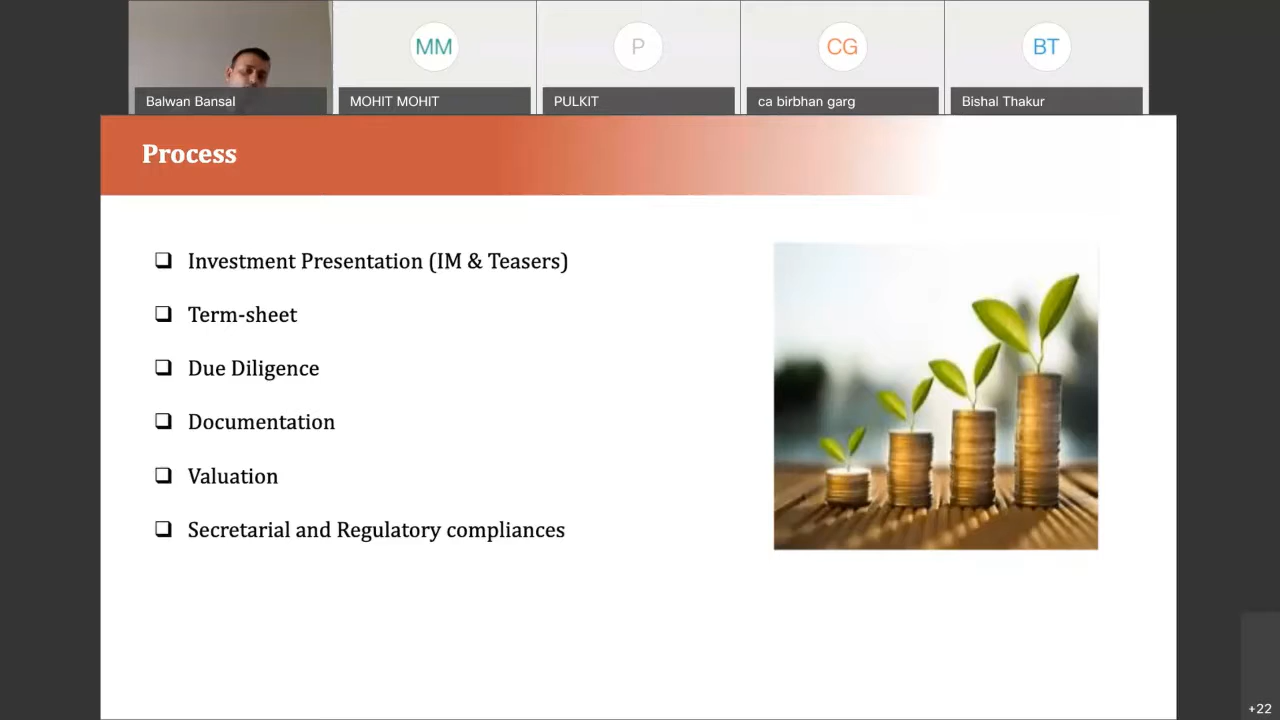 MM
P
CG
BT
Balwan Bansal
MOHIT MOHIT
PULKIT
ca birbhan garg
Bishal Thakur
Process
❑ Investment Presentation (IM & Teasers)
❑ Term-sheet
❑ Due Diligence
❑ Documentation
❑ Valuation
❑ Secretarial and Regulatory compliances
+22